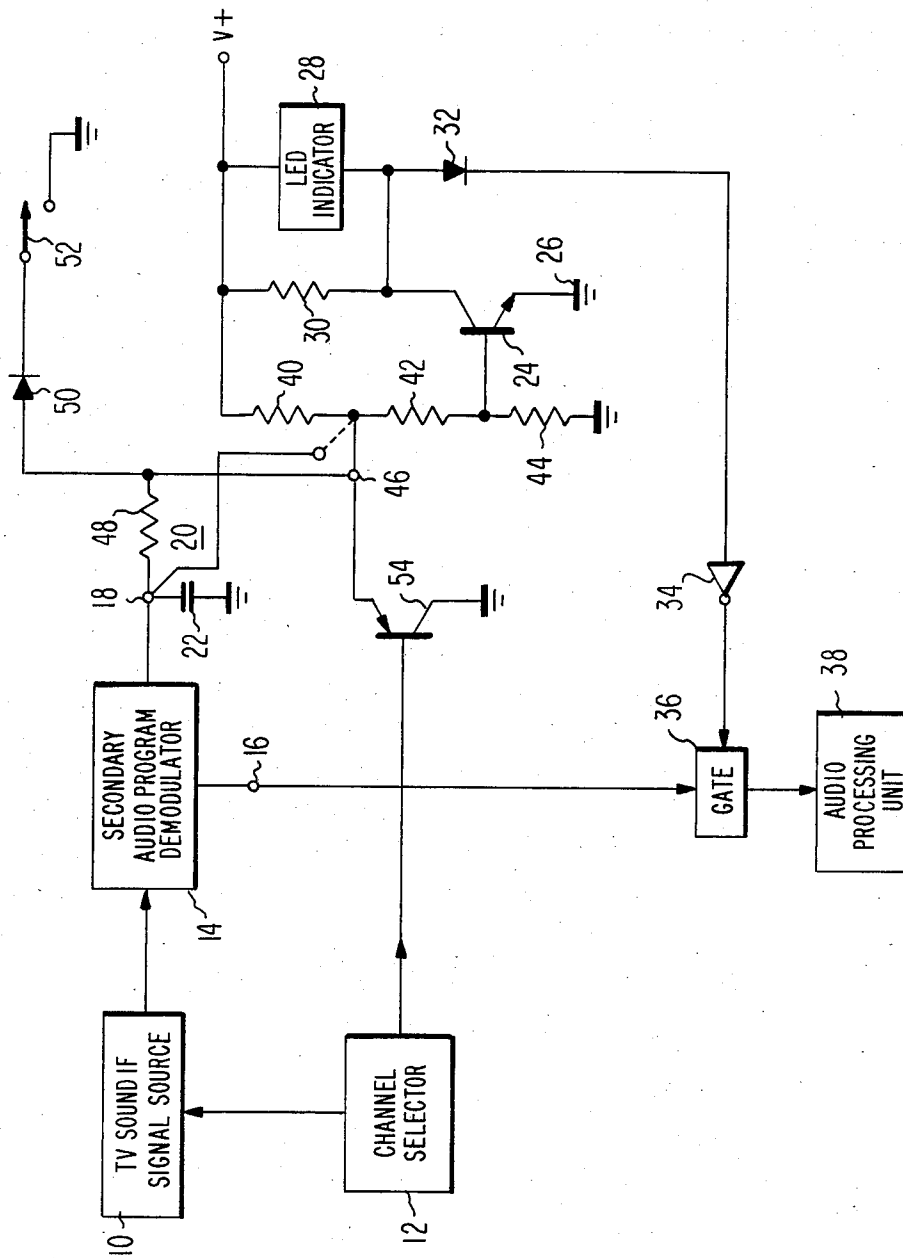 TV SOUND IF
SIGNAL SOURCE
10
CHANNEL
SELECTOR
12
SECONDARY
AUDIO PROGRAM
DEMODULATOR
14
16
18
20
22
48
50
52
54
46
40
42
44
30
24
26
V+
LED
INDICATOR
28
32
34
36
GATE
38
AUDIO
PROCESSING
UNIT